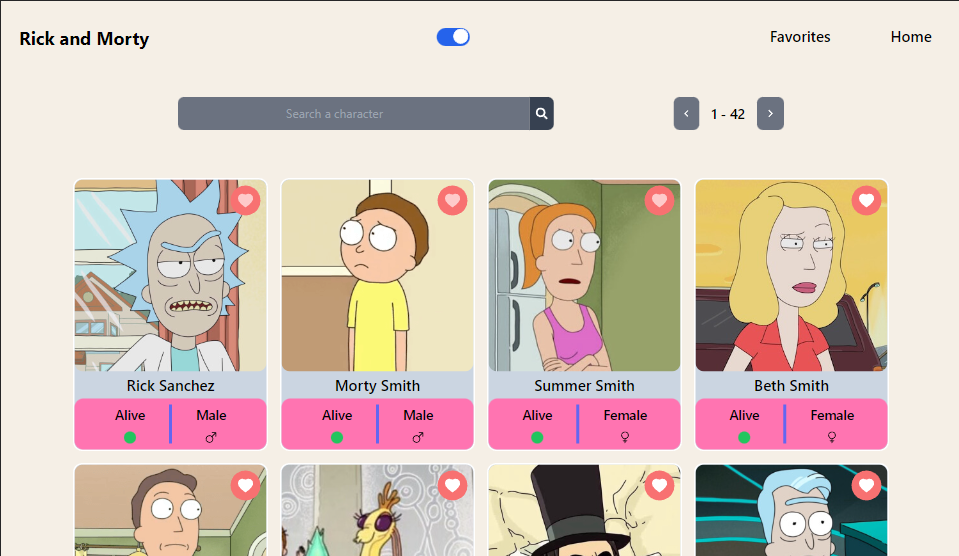 Rick and Morty
Favorites
Home
Search a character
1 - 42
Rick Sanchez
Alive
Male
Morty Smith
Alive
Male
Summer Smith
Alive
Female
Beth Smith
Alive
Female